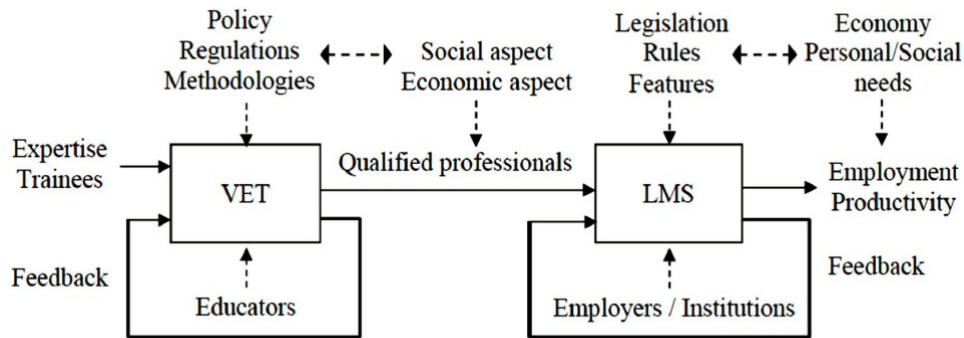 Policy
Regulations
Methodologies
Social aspect
Economic aspect
Legislation
Rules
Features
Economy
Personal/Social
needs
Expertise
Trainees
VET
Qualified professionals
LMS
Employment
Productivity
Feedback
Educators
Employers / Institutions
Feedback